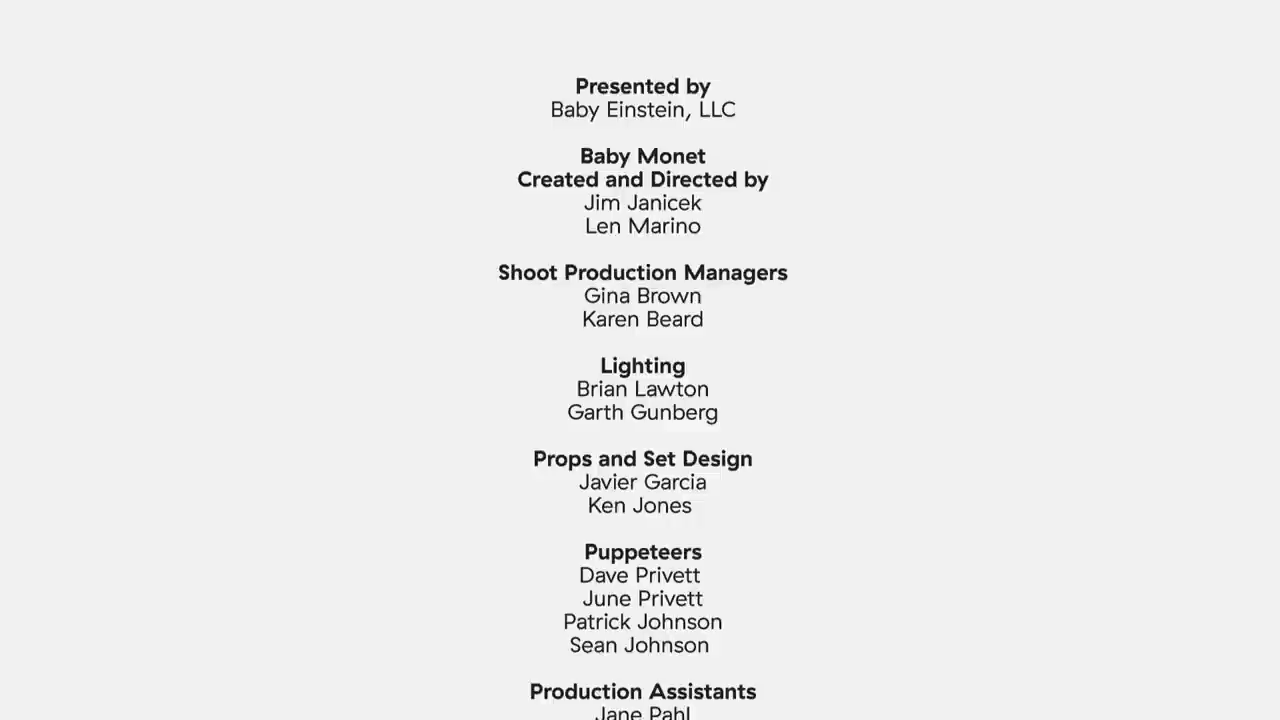 Presented by
Baby Einstein, LLC
Baby Monet
Created and Directed by
Jim Janicek
Len Marino
Shoot Production Managers
Gina Brown
Karen Beard
Lighting
Brian Lawton
Garth Gunberg
Props and Set Design
Javier Garcia
Ken Jones
Puppeteers
Dave Privett
June Privett
Patrick Johnson
Sean Johnson
Production Assistants
Jane Pahl